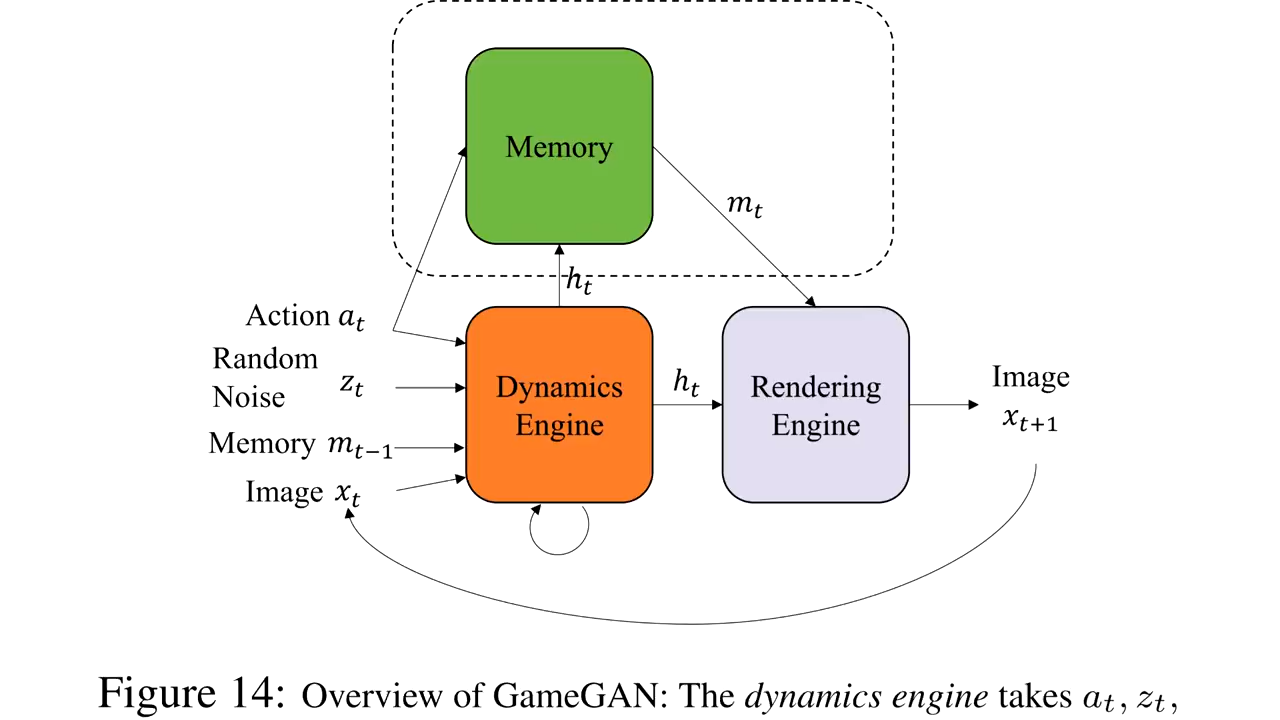 Memory
m_t
h_t
Action a_t
Random
Noise z_t
Memory m_{t-1}
Image x_t
Dynamics
Engine
h_t
Rendering
Engine
Image
x_{t+1}
Figure 14: Overview of GameGAN: The dynamics engine takes a_t, z_t,